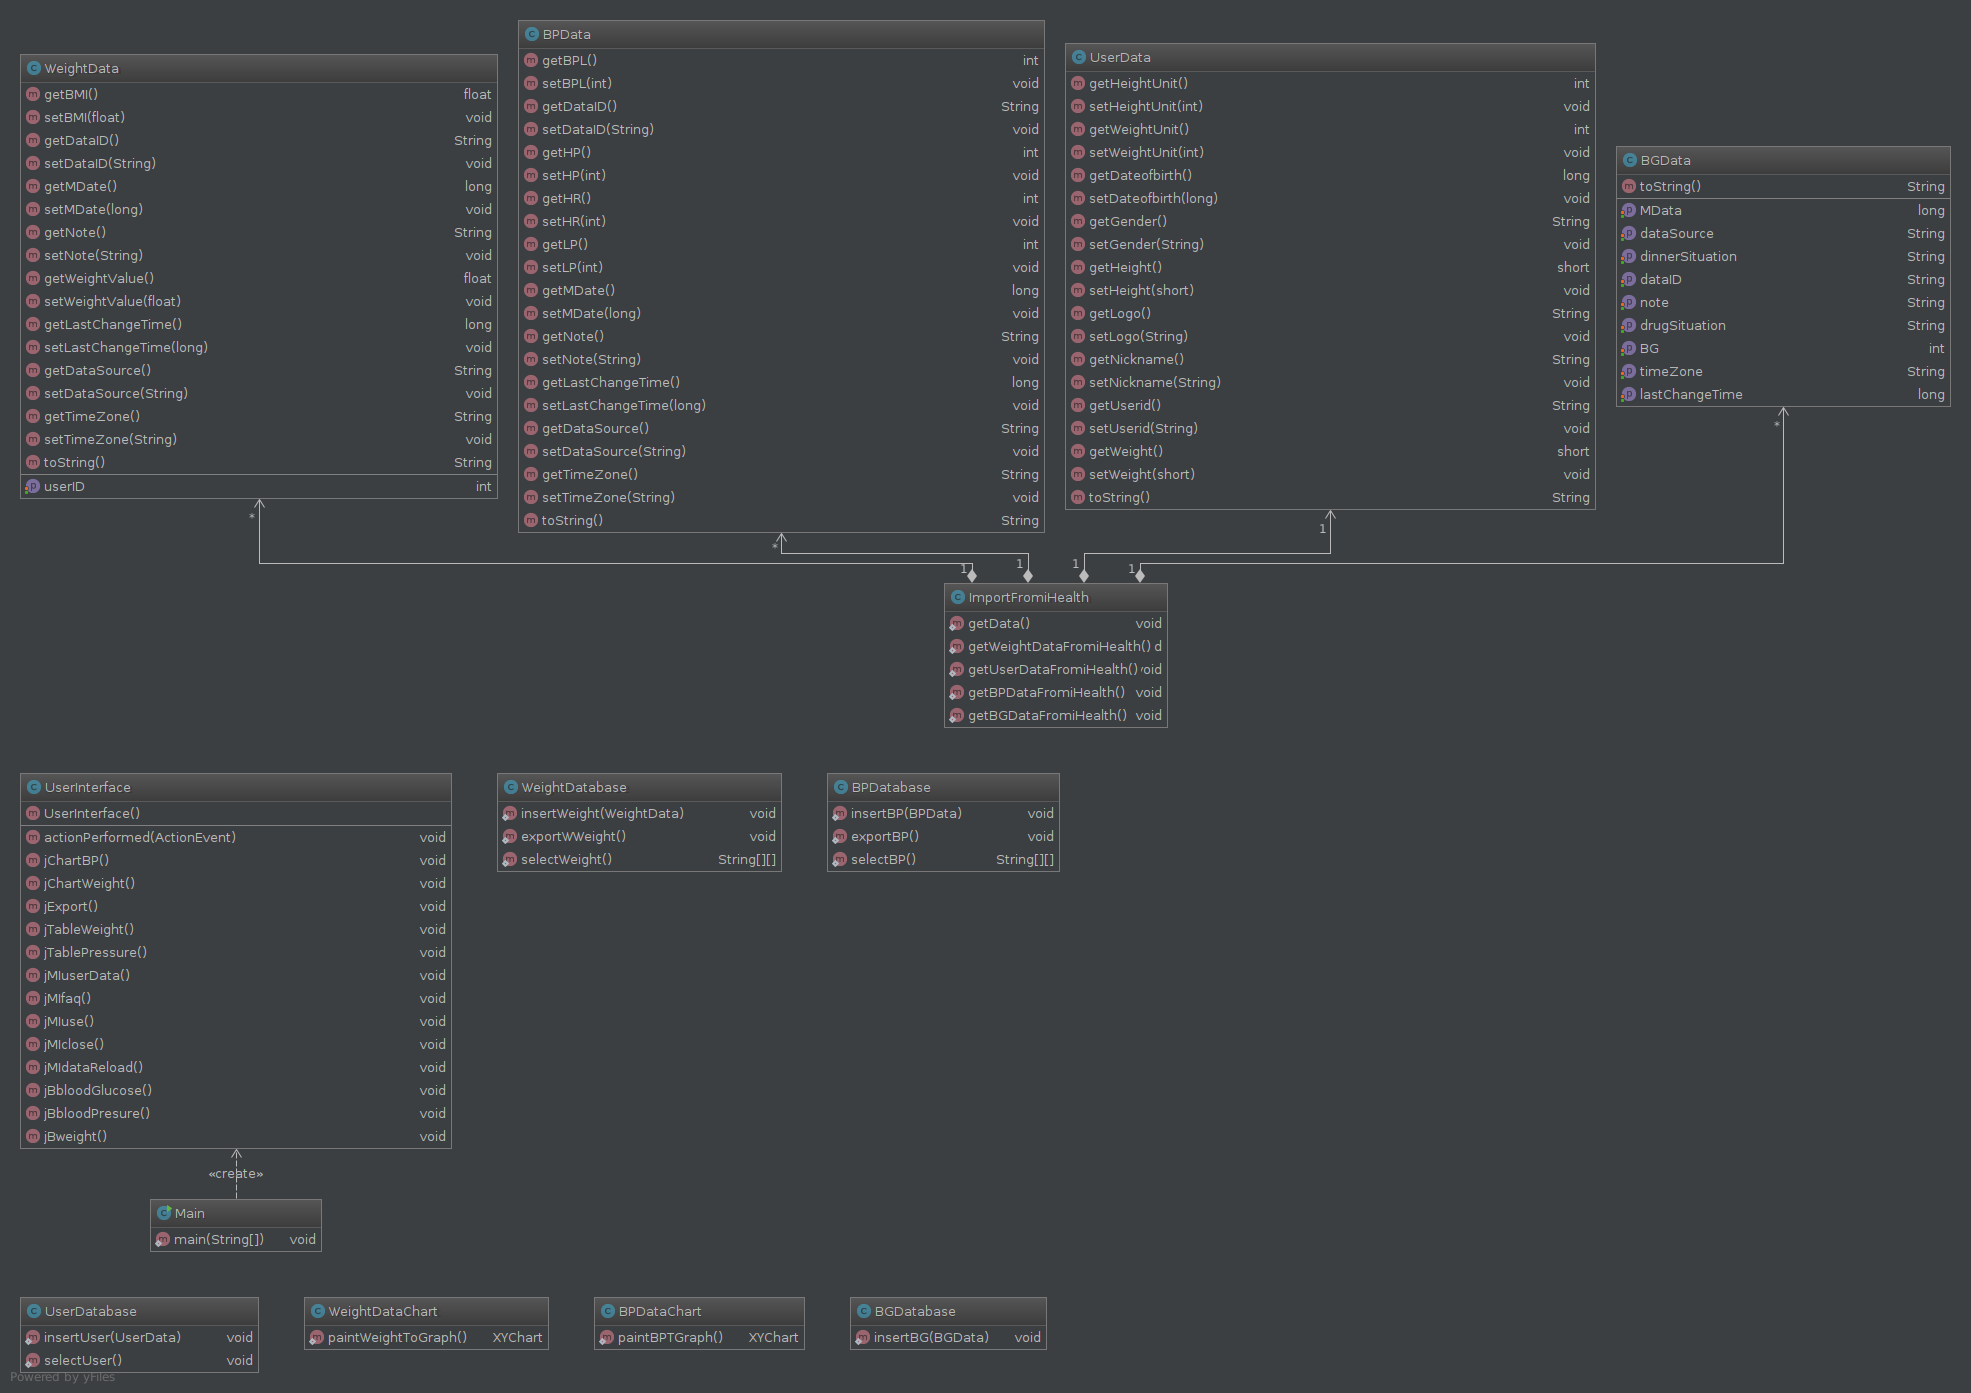 WeightData
getBMI() float
setBMI(float) void
getDataID() String
setDataID(String) void
getMDate() long
setMDate(long) void
getNote() String
setNote(String) void
getWeightValue() float
setWeightValue(float) void
getLastChangeTime() long
setLastChangeTime(long) void
getDataSource() String
setDataSource(String) void
getTimeZone() String
setTimeZone(String) void
toString() String
userID int
BPData
getBPL() int
setBPL(int) void
getDataID() String
setDataID(String) void
getHP() int
setHP(int) void
getHR() int
setHR(int) void
getLP() int
setLP(int) void
getMDate() long
setMDate(long) void
getNote() String
setNote(String) void
getLastChangeTime() long
setLastChangeTime(long) void
getDataSource() String
setDataSource(String) void
getTimeZone() String
setTimeZone(String) void
toString() String
UserData
getHeightUnit() int
setHeightUnit(int) void
getWeightUnit() int
setWeightUnit(int) void
getDateofbirth() long
setDateofbirth(long) void
getGender() String
setGender(String) void
getHeight() short
setHeight(short) void
getLogo() String
setLogo(String) void
getNickname() String
setNickname(String) void
getUserid() String
setUserid(String) void
getWeight() short
setWeight(short) void
toString() String
BGData
toString() String
MData long
dataSource String
dinnerSituation String
dataID String
note String
drugSituation String
BG int
timeZone String
lastChangeTime long
*
*
1
*
1
1
1
1
ImportFromiHealth
getData() void
getWeightDataFromiHealth() d
getUserDataFromiHealth() void
getBPDataFromiHealth() void
getBGDataFromiHealth() void
UserInterface
UserInterface()
actionPerformed(ActionEvent) void
jChartBP() void
jChartWeight() void
jExport() void
jTableWeight() void
jTablePressure() void
jMIuserData() void
jMIfaq() void
jMIuse() void
jMIclose() void
jMIdataReload() void
jBbloodGlucose() void
jBbloodPresure() void
jBweight() void
WeightDatabase
insertWeight(WeightData) void
exportWWeight() void
selectWeight() String[][]
BPDatabase
insertBP(BPData) void
exportBP() void
selectBP() String[][]
«create»
Main
main(String[]) void
UserDatabase
insertUser(UserData) void
selectUser() void
WeightDataChart
paintWeightToGraph() XYChart
BPDataChart
paintBPTGraph() XYChart
BGDatabase
insertBG(BGData) void
Powered by yFiles